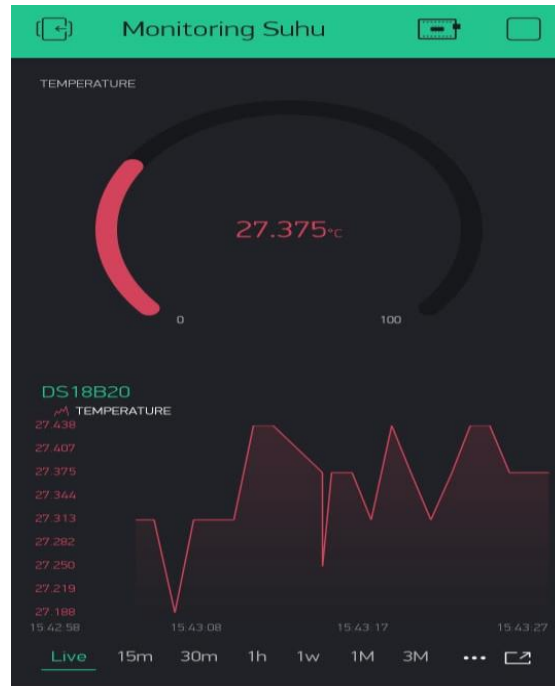 Monitoring Suhu
TEMPERATURE
27.375°C
0 100
DS18B20
TEMPERATURE
27.438
27.407
27.375
27.344
27.313
27.282
27.250
27.219
27.188
15:42:58 15:43:08 15:43:17 15:43:27
Live 15m 30m 1h 1w 1M 3M